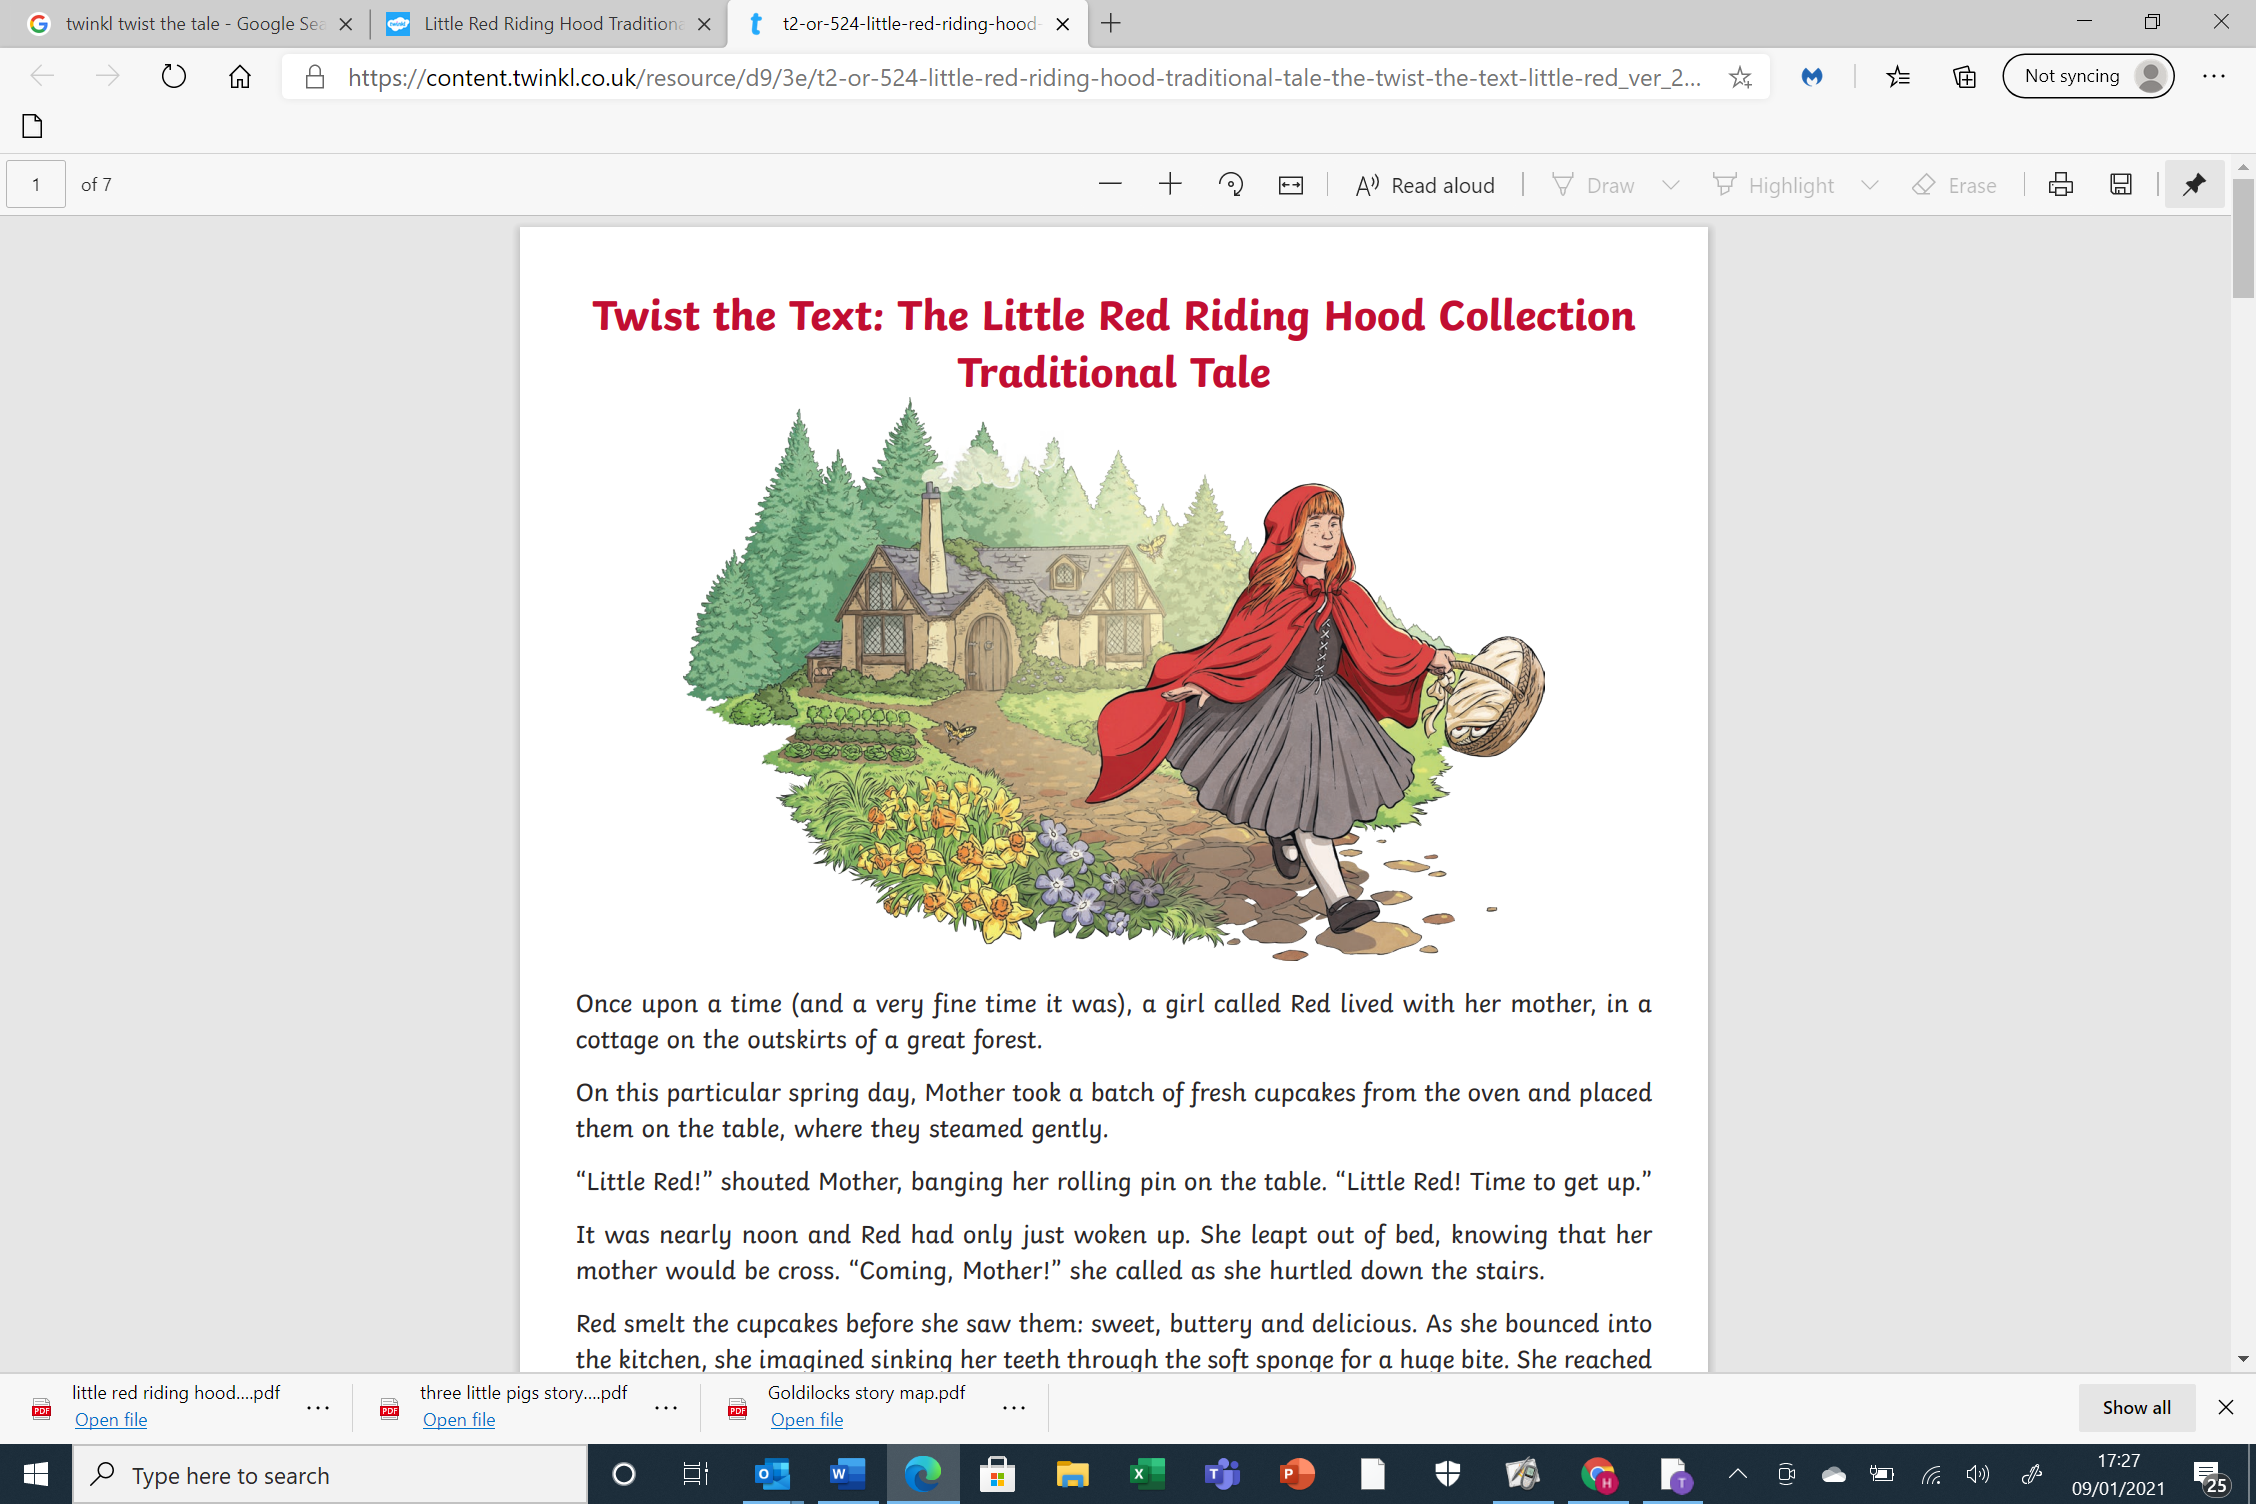 twinkl twist the tale - Google Sea
Little Red Riding Hood Traditiona
t2-or-524-little-red-riding-hood-
https://content.twinkl.co.uk/resource/d9/3e/t2-or-524-little-red-riding-hood-traditional-tale-the-twist-the-text-little-red_ver_2...
Not syncing
1 of 7
Read aloud
Draw
Highlight
Erase
Twist the Text: The Little Red Riding Hood Collection
Traditional Tale
Once upon a time (and a very fine time it was), a girl called Red lived with her mother, in a
cottage on the outskirts of a great forest.
On this particular spring day, Mother took a batch of fresh cupcakes from the oven and placed
them on the table, where they steamed gently.
“Little Red!” shouted Mother, banging her rolling pin on the table. “Little Red! Time to get up.”
It was nearly noon and Red had only just woken up. She leapt out of bed, knowing that her
mother would be cross. “Coming, Mother!” she called as she hurtled down the stairs.
Red smelt the cupcakes before she saw them: sweet, buttery and delicious. As she bounced into
the kitchen, she imagined sinking her teeth through the soft sponge for a huge bite. She reached
little red riding hood....pdf
Open file
three little pigs story....pdf
Open file
Goldilocks story map.pdf
Open file
Show all
Type here to search
17:27
09/01/2021
25